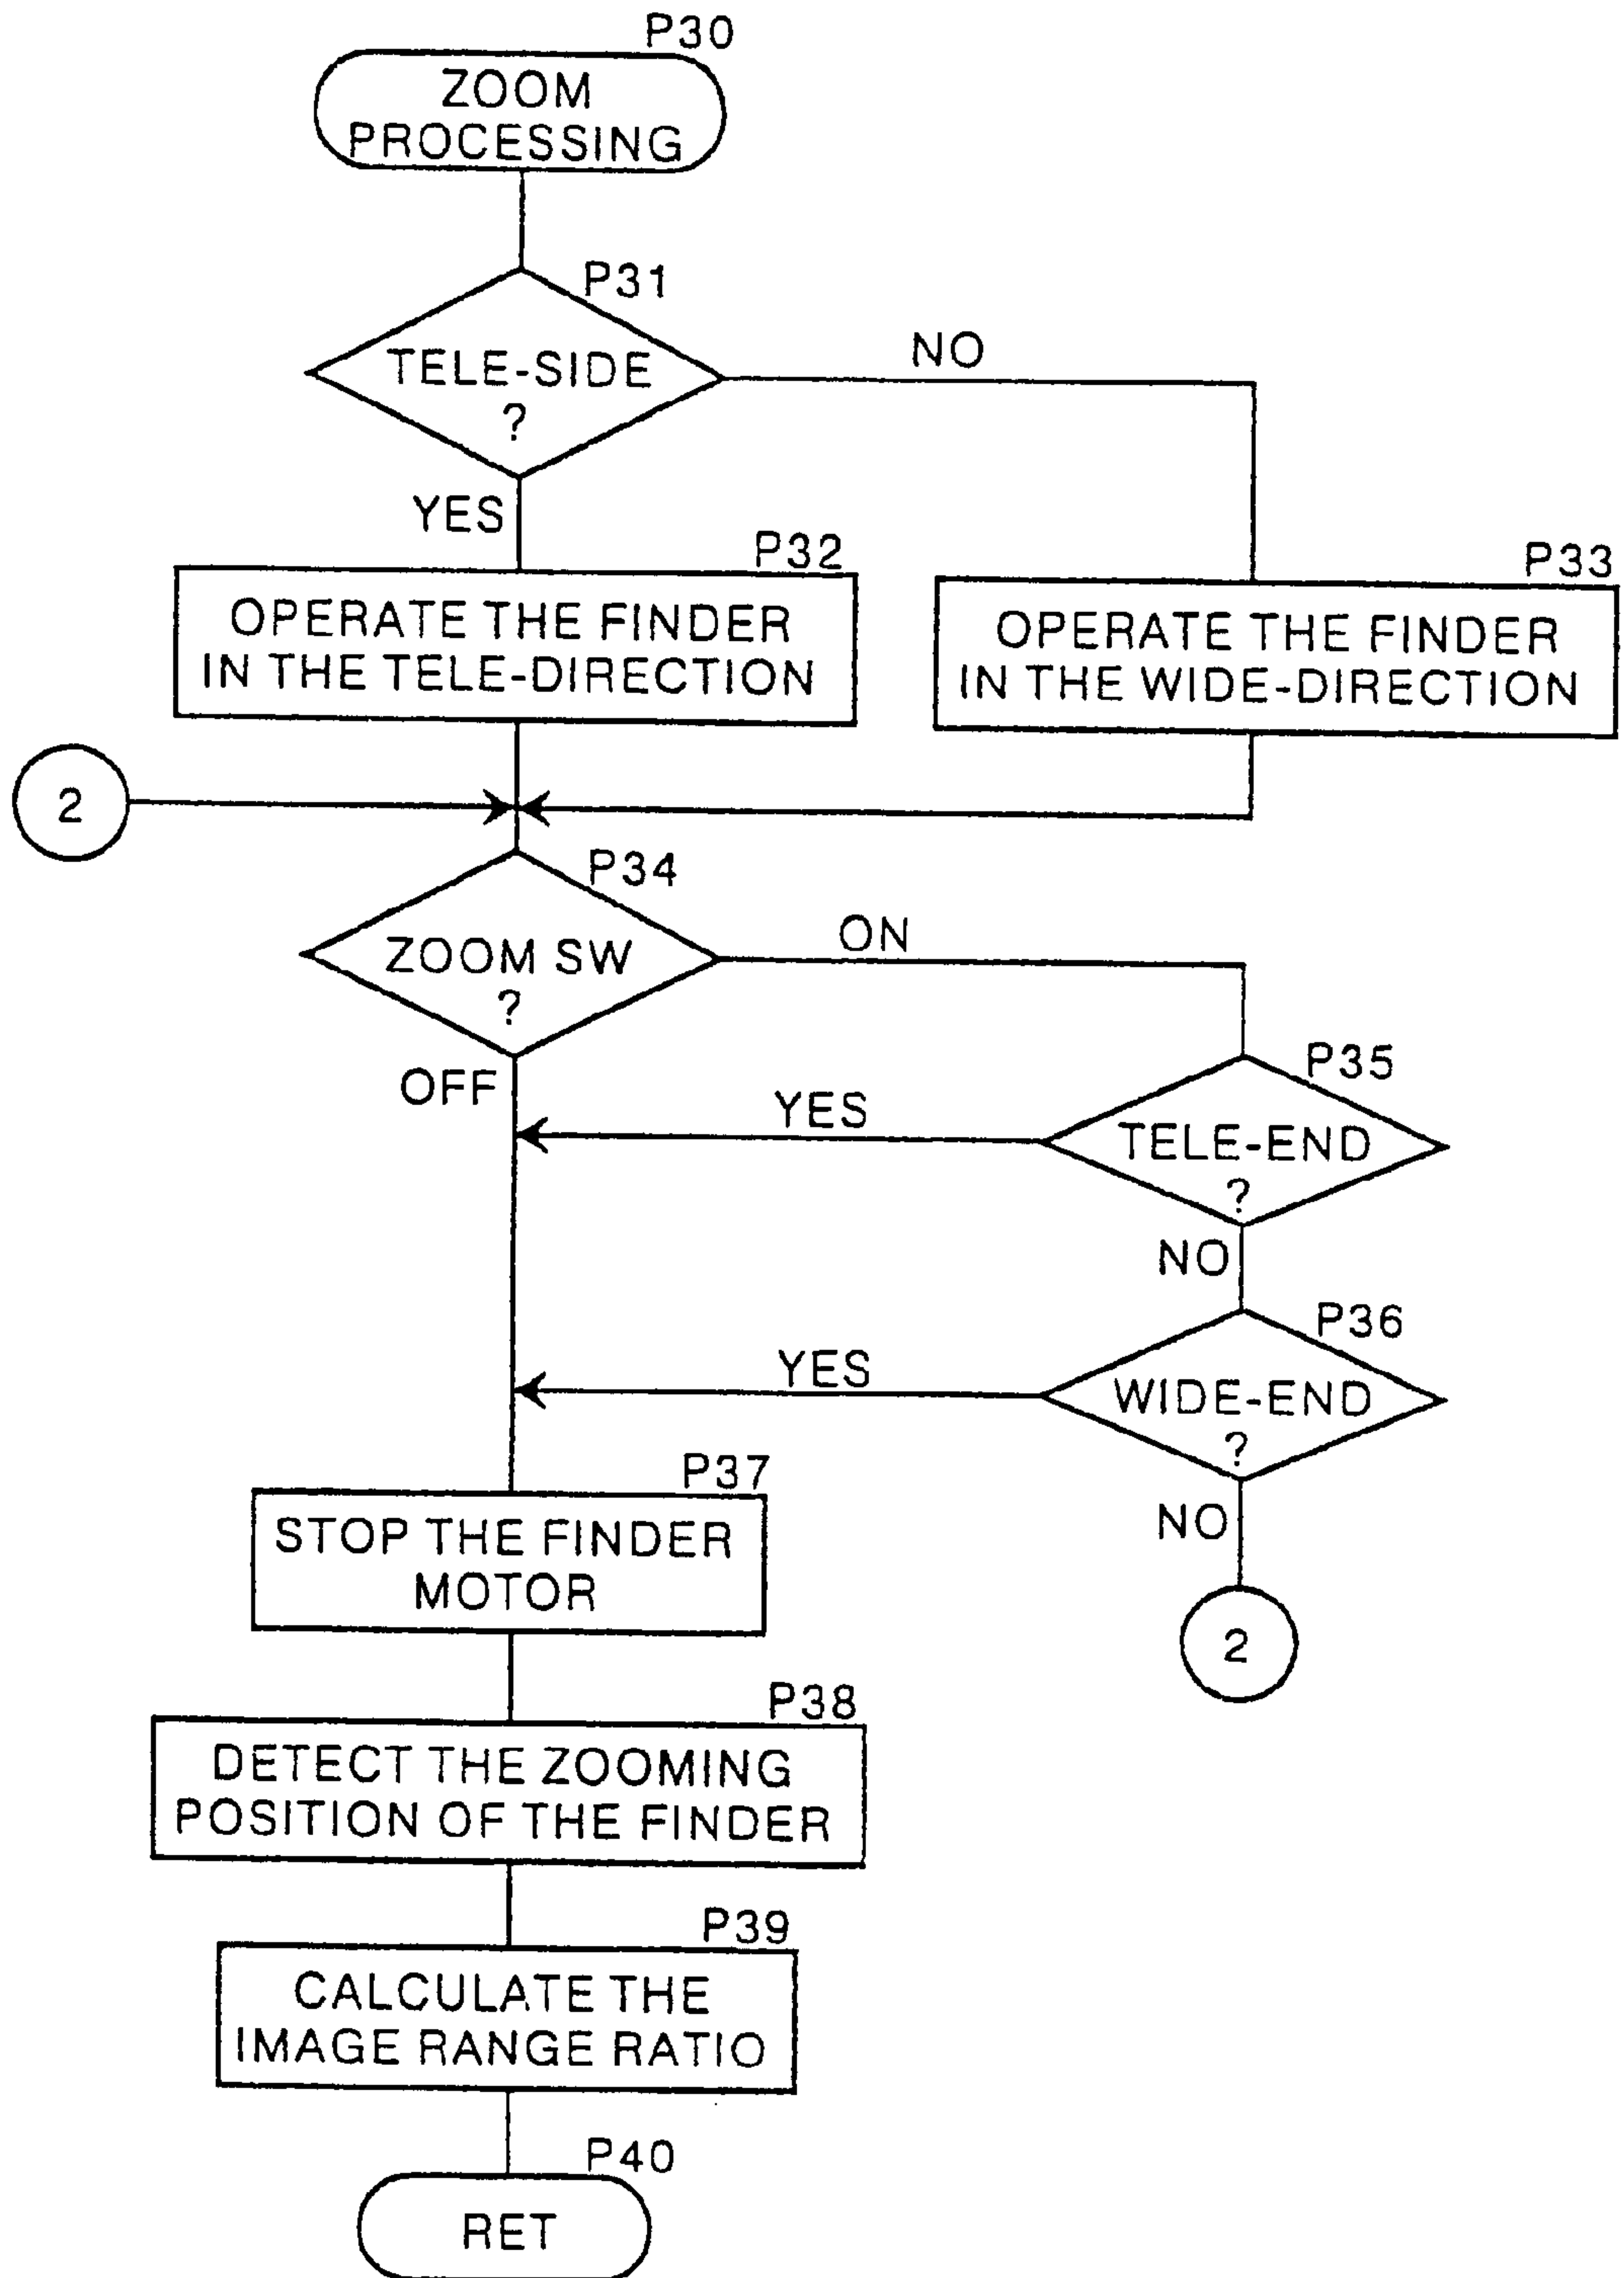 P30
ZOOM
PROCESSING
P31
TELE-SIDE
?
NO
YES
P32
OPERATE THE FINDER
IN THE TELE-DIRECTION
P33
OPERATE THE FINDER
IN THE WIDE-DIRECTION
2
P34
ZOOM SW
?
ON
OFF
P35
TELE-END
?
YES
NO
P36
WIDE-END
?
YES
NO
2
P37
STOP THE FINDER
MOTOR
P38
DETECT THE ZOOMING
POSITION OF THE FINDER
P39
CALCULATE THE
IMAGE RANGE RATIO
P40
RET